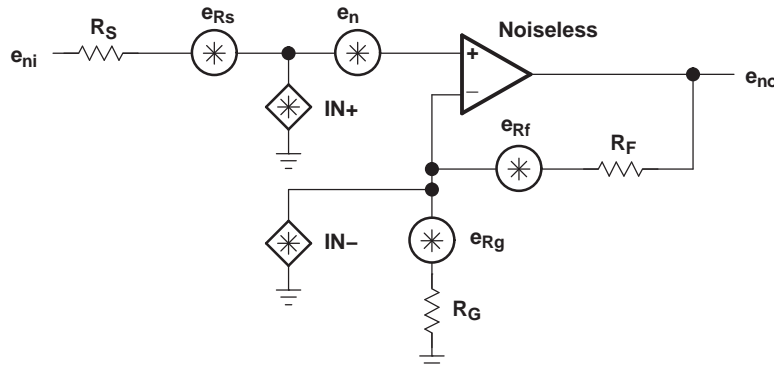 Noiseless
e_Rs
e_n
R_S
e_ni
+
−
e_no
IN+
e_Rf
R_F
IN−
e_Rg
R_G